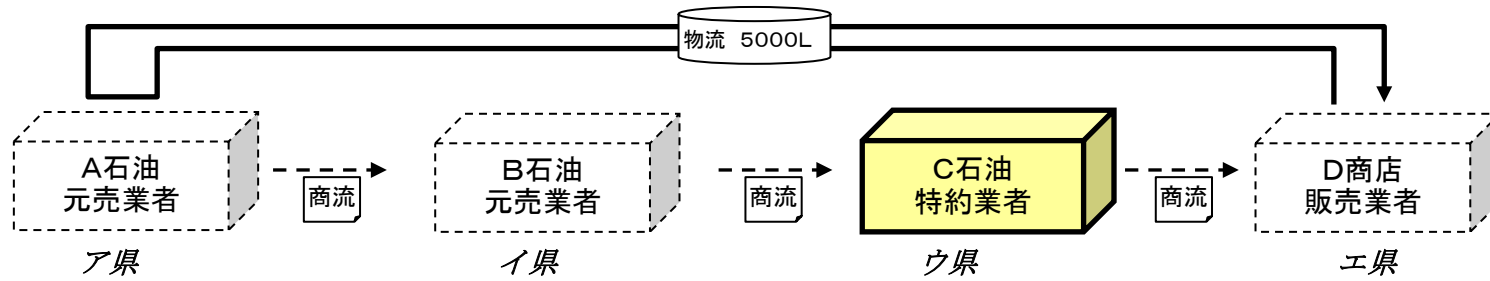 物流 5000L
A石油
元売業者
商流
B石油
元売業者
商流
C石油
特約業者
商流
D商店
販売業者
ア県
イ県
ウ県
エ県